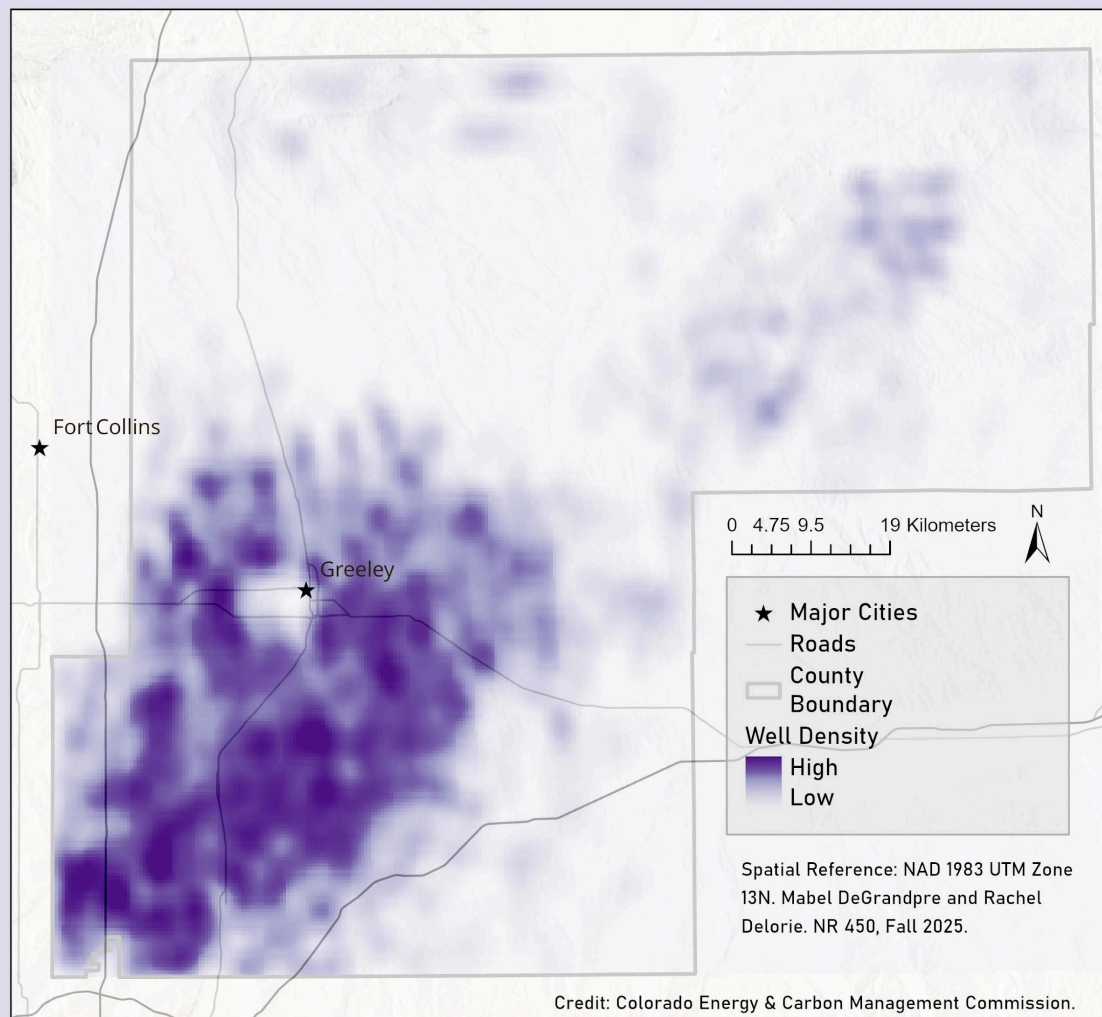 Fort Collins
Greeley
N
0 4.75 9.5 19 Kilometers
Major Cities
Roads
County
Boundary
Well Density
High
Low
Spatial Reference: NAD 1983 UTM Zone
13N. Mabel DeGrandpre and Rachel
Delorie. NR 450, Fall 2025.
Credit: Colorado Energy & Carbon Management Commission.